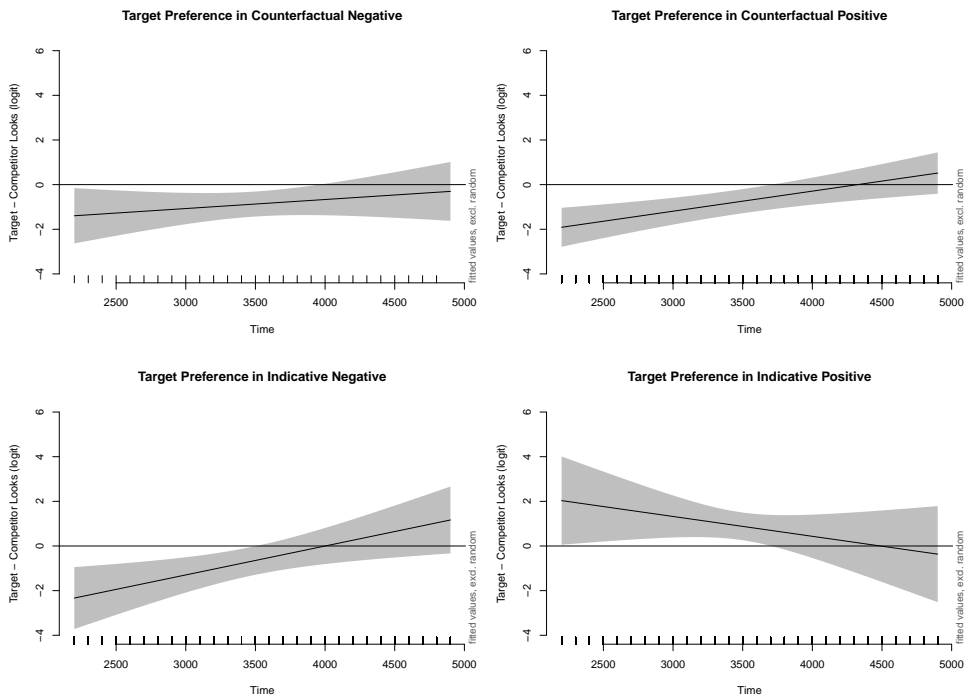 Target Preference in Counterfactual Negative
Target − Competitor Looks (logit)
6
4
2
0
−2
−4
2500 3000 3500 4000 4500 5000
Time
fitted values, excl. random
Target Preference in Counterfactual Positive
Target − Competitor Looks (logit)
6
4
2
0
−2
−4
2500 3000 3500 4000 4500 5000
Time
fitted values, excl. random
Target Preference in Indicative Negative
Target − Competitor Looks (logit)
6
4
2
0
−2
−4
2500 3000 3500 4000 4500 5000
Time
fitted values, excl. random
Target Preference in Indicative Positive
Target − Competitor Looks (logit)
6
4
2
0
−2
−4
2500 3000 3500 4000 4500 5000
Time
fitted values, excl. random